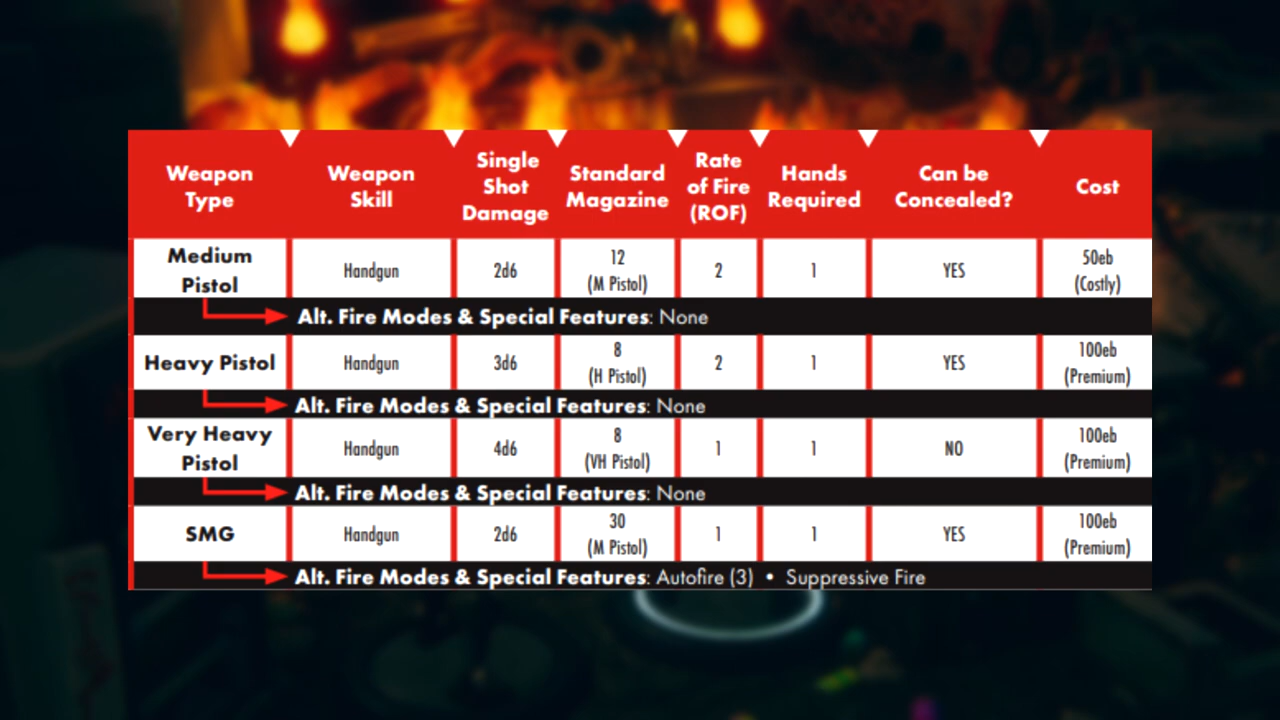 Weapon Type Weapon Skill Single Shot Damage Standard Magazine Rate of Fire (ROF) Hands Required Can be Concealed? Cost
Medium Pistol Handgun 2d6 12 (M Pistol) 2 1 YES 50eb (Costly)
Alt. Fire Modes & Special Features: None
Heavy Pistol Handgun 3d6 8 (H Pistol) 2 1 YES 100eb (Premium)
Alt. Fire Modes & Special Features: None
Very Heavy Pistol Handgun 4d6 8 (VH Pistol) 1 1 NO 100eb (Premium)
Alt. Fire Modes & Special Features: None
SMG Handgun 2d6 30 (M Pistol) 1 1 YES 100eb (Premium)
Alt. Fire Modes & Special Features: Autofire (3) • Suppressive Fire